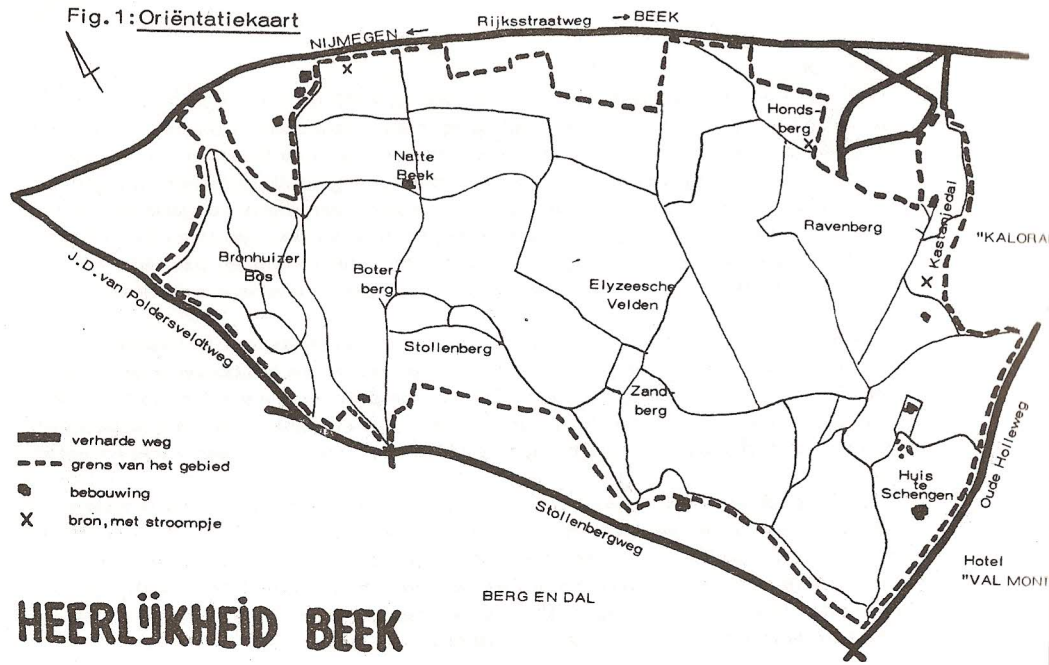 Fig. 1: Oriëntatiekaart
Rijksstraatweg → BEEK
NIJMEGEN ←
Honds-
berg
Natte
Beek
Ravenberg
Kastanjedal
"KALORA
Bronhuizer
Bos
Boter-
berg
Elyzeesche
Velden
J.D. van Poldersveldtweg
Stollenberg
Zand-
berg
verharde weg
grens van het gebied
bebouwing
bron, met stroompje
Huis
te
Schengen
Oude Holleweg
Stollenbergweg
Hotel
"VAL MONI
BERG EN DAL
HEERLIJKHEID BEEK